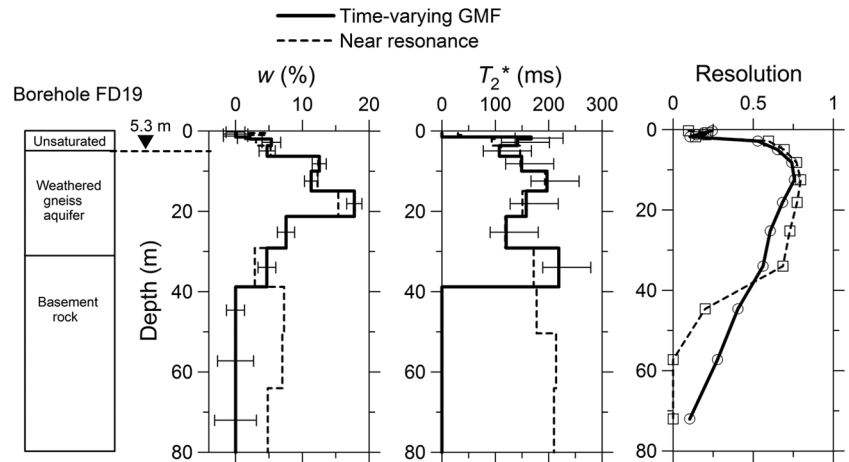 Time-varying GMF
Near resonance
w (%)
T2* (ms)
Resolution
Borehole FD19
5.3 m
0 10 20
0 100 200 300
0 0.5 1
Unsaturated
Weathered
gneiss
aquifer
Basement
rock
Depth (m)
0
20
40
60
80
0
20
40
60
80
0
20
40
60
80